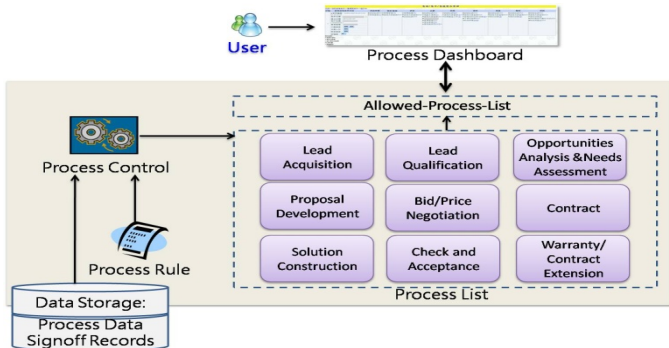 User
Process Dashboard
Allowed-Process-List
Process Control
Lead
Acquisition
Lead
Qualification
Opportunities
Analysis &Needs
Assessment
Proposal
Development
Bid/Price
Negotiation
Contract
Process Rule
Solution
Construction
Check and
Acceptance
Warranty/
Contract
Extension
Process List
Data Storage:
Process Data
Signoff Records